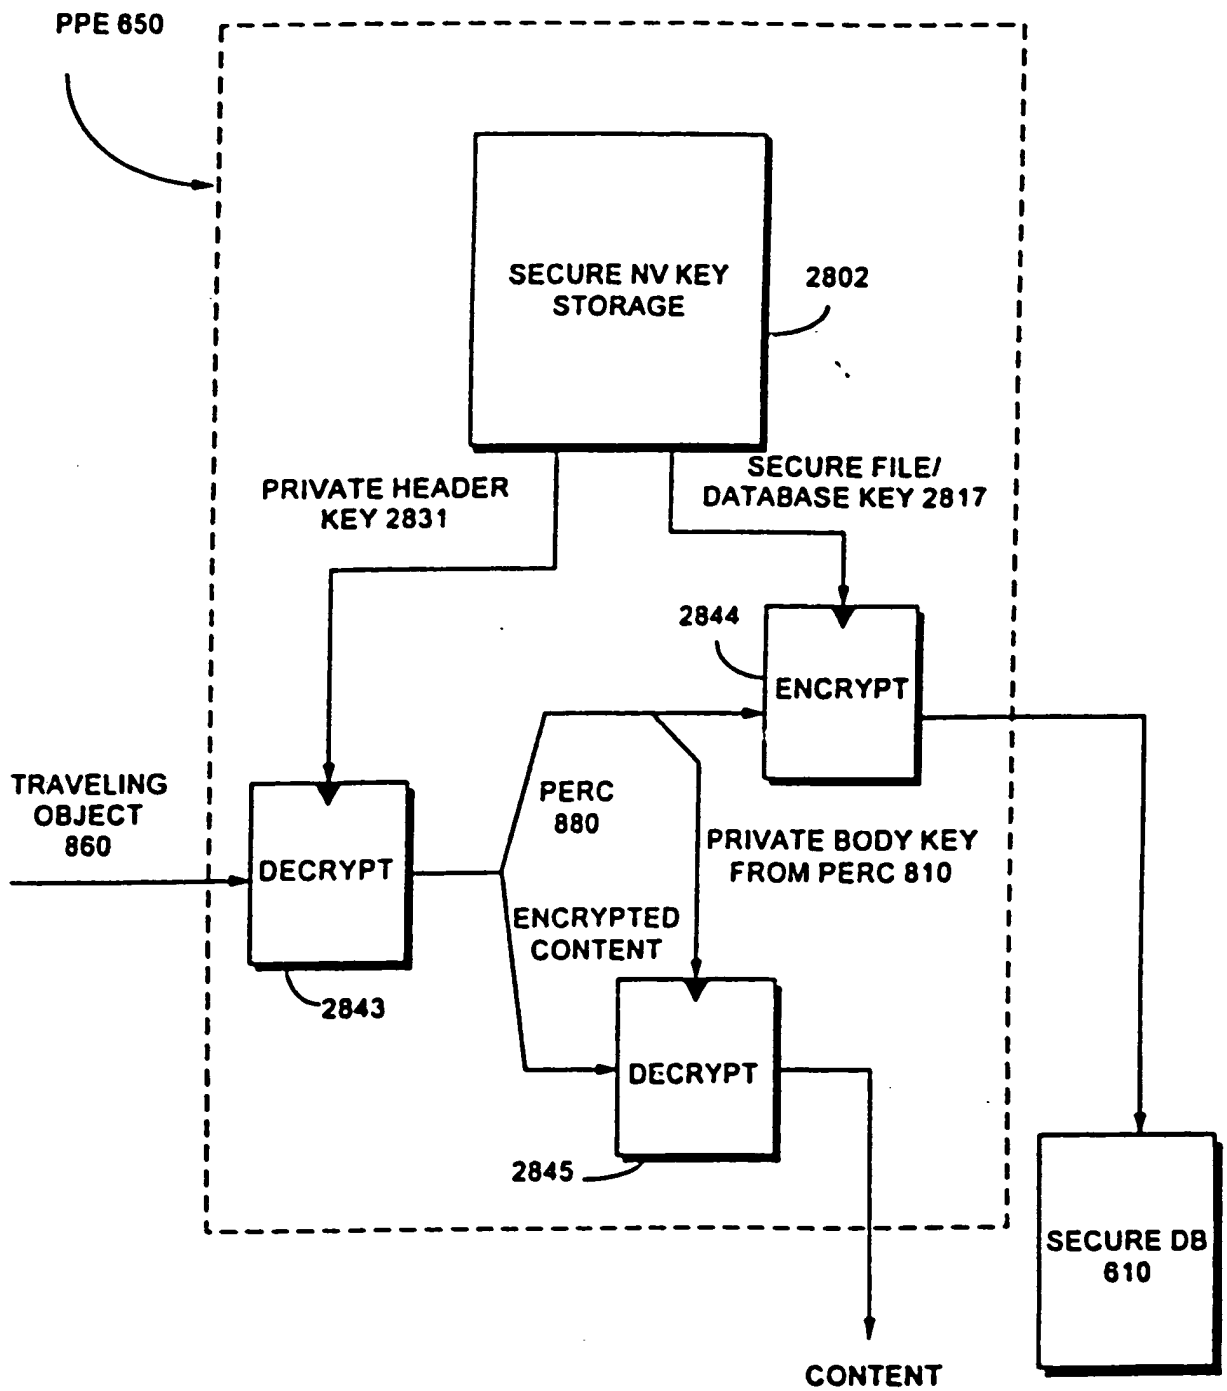 PPE 650
SECURE NV KEY
STORAGE
2802
PRIVATE HEADER
KEY 2831
SECURE FILE/
DATABASE KEY 2817
2844
ENCRYPT
TRAVELING
OBJECT
860
DECRYPT
PERC
880
PRIVATE BODY KEY
FROM PERC 810
ENCRYPTED
CONTENT
2843
DECRYPT
2845
SECURE DB
610
CONTENT